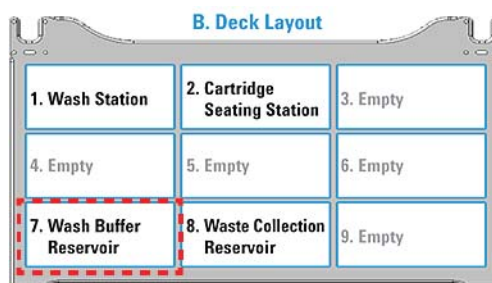 B. Deck Layout
1. Wash Station
2. Cartridge
Seating Station
3. Empty
4. Empty
5. Empty
6. Empty
7. Wash Buffer
Reservoir
8. Waste Collection
Reservoir
9. Empty